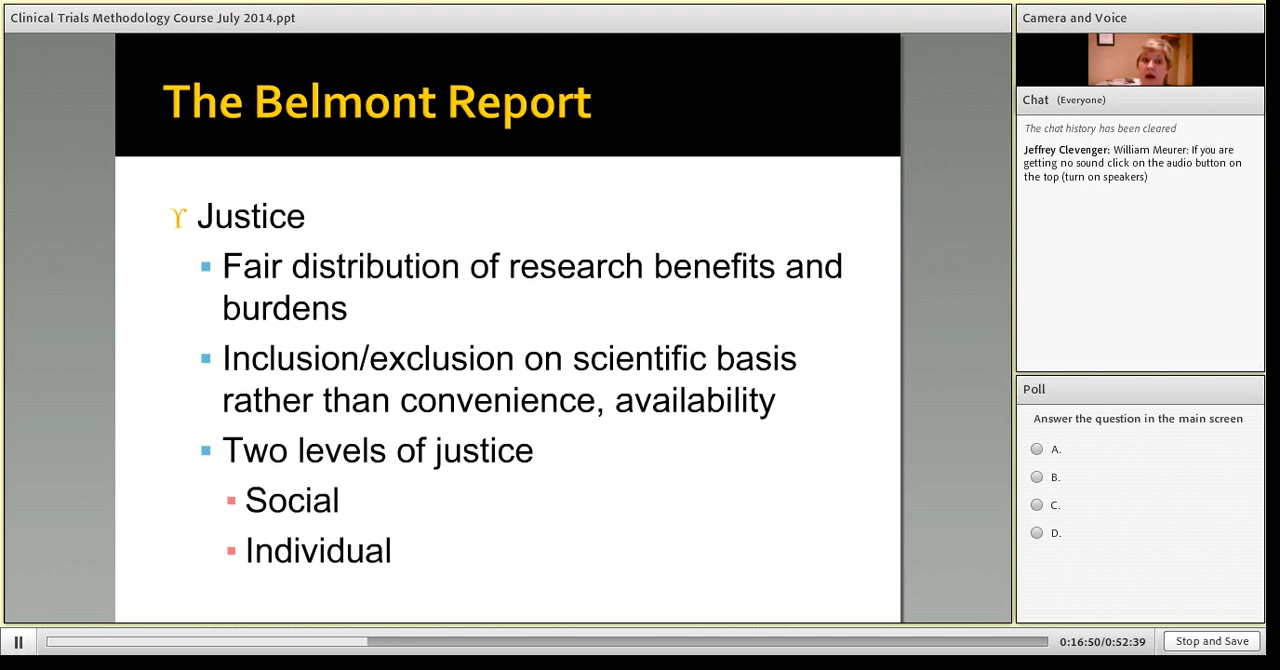 Clinical Trials Methodology Course July 2014.ppt
The Belmont Report
ϒ Justice
▪ Fair distribution of research benefits and
burdens
▪ Inclusion/exclusion on scientific basis
rather than convenience, availability
▪ Two levels of justice
▪ Social
▪ Individual
Camera and Voice
Chat (Everyone)
The chat history has been cleared
Jeffrey Clevenger: William Meurer: If you are
getting no sound click on the audio button on
the top (turn on speakers)
Poll
Answer the question in the main screen
A.
B.
C.
D.
0:16:50/0:52:39
Stop and Save